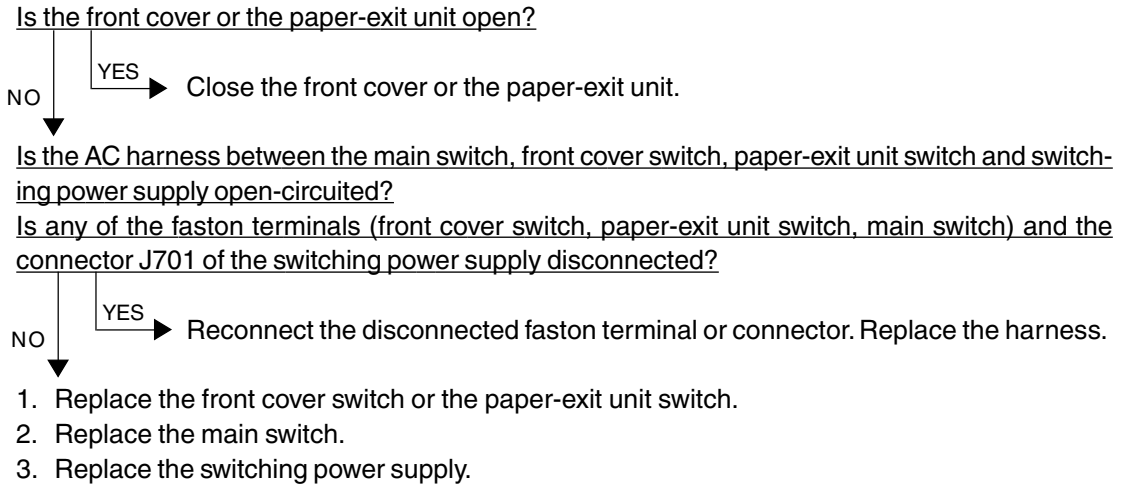 Is the front cover or the paper-exit unit open?
YES
Close the front cover or the paper-exit unit.
NO
Is the AC harness between the main switch, front cover switch, paper-exit unit switch and switch-
ing power supply open-circuited?
Is any of the faston terminals (front cover switch, paper-exit unit switch, main switch) and the
connector J701 of the switching power supply disconnected?
YES
Reconnect the disconnected faston terminal or connector. Replace the harness.
NO
1. Replace the front cover switch or the paper-exit unit switch.
2. Replace the main switch.
3. Replace the switching power supply.